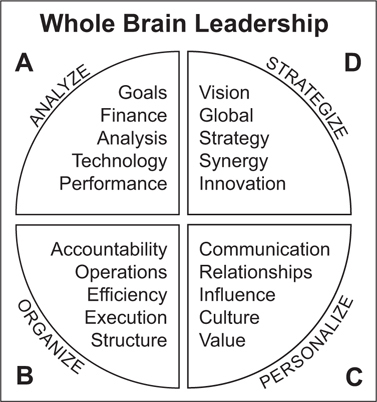 Whole Brain Leadership
A
ANALYZE
Goals
Finance
Analysis
Technology
Performance
D
STRATEGIZE
Vision
Global
Strategy
Synergy
Innovation
B
ORGANIZE
Accountability
Operations
Efficiency
Execution
Structure
C
PERSONALIZE
Communication
Relationships
Influence
Culture
Value